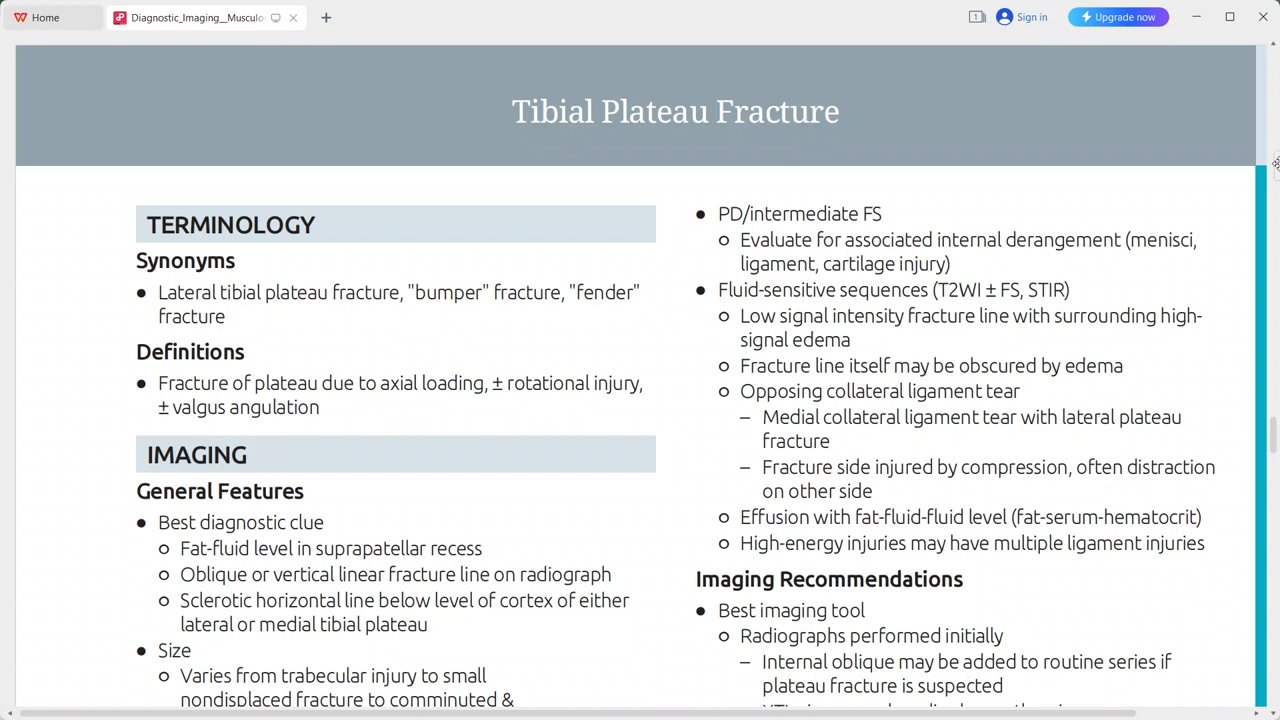 Home
Diagnostic_Imaging__Musculos
1
Sign in
Upgrade now
Tibial Plateau Fracture
TERMINOLOGY
Synonyms
● Lateral tibial plateau fracture, "bumper" fracture, "fender"
fracture
Definitions
● Fracture of plateau due to axial loading, ± rotational injury,
± valgus angulation
IMAGING
General Features
● Best diagnostic clue
○ Fat-fluid level in suprapatellar recess
○ Oblique or vertical linear fracture line on radiograph
○ Sclerotic horizontal line below level of cortex of either
lateral or medial tibial plateau
● Size
○ Varies from trabecular injury to small
nondisplaced fracture to comminuted &
● PD/intermediate FS
○ Evaluate for associated internal derangement (menisci,
ligament, cartilage injury)
● Fluid-sensitive sequences (T2WI ± FS, STIR)
○ Low signal intensity fracture line with surrounding high-
signal edema
○ Fracture line itself may be obscured by edema
○ Opposing collateral ligament tear
– Medial collateral ligament tear with lateral plateau
fracture
– Fracture side injured by compression, often distraction
on other side
○ Effusion with fat-fluid-fluid level (fat-serum-hematocrit)
○ High-energy injuries may have multiple ligament injuries
Imaging Recommendations
● Best imaging tool
○ Radiographs performed initially
– Internal oblique may be added to routine series if
plateau fracture is suspected